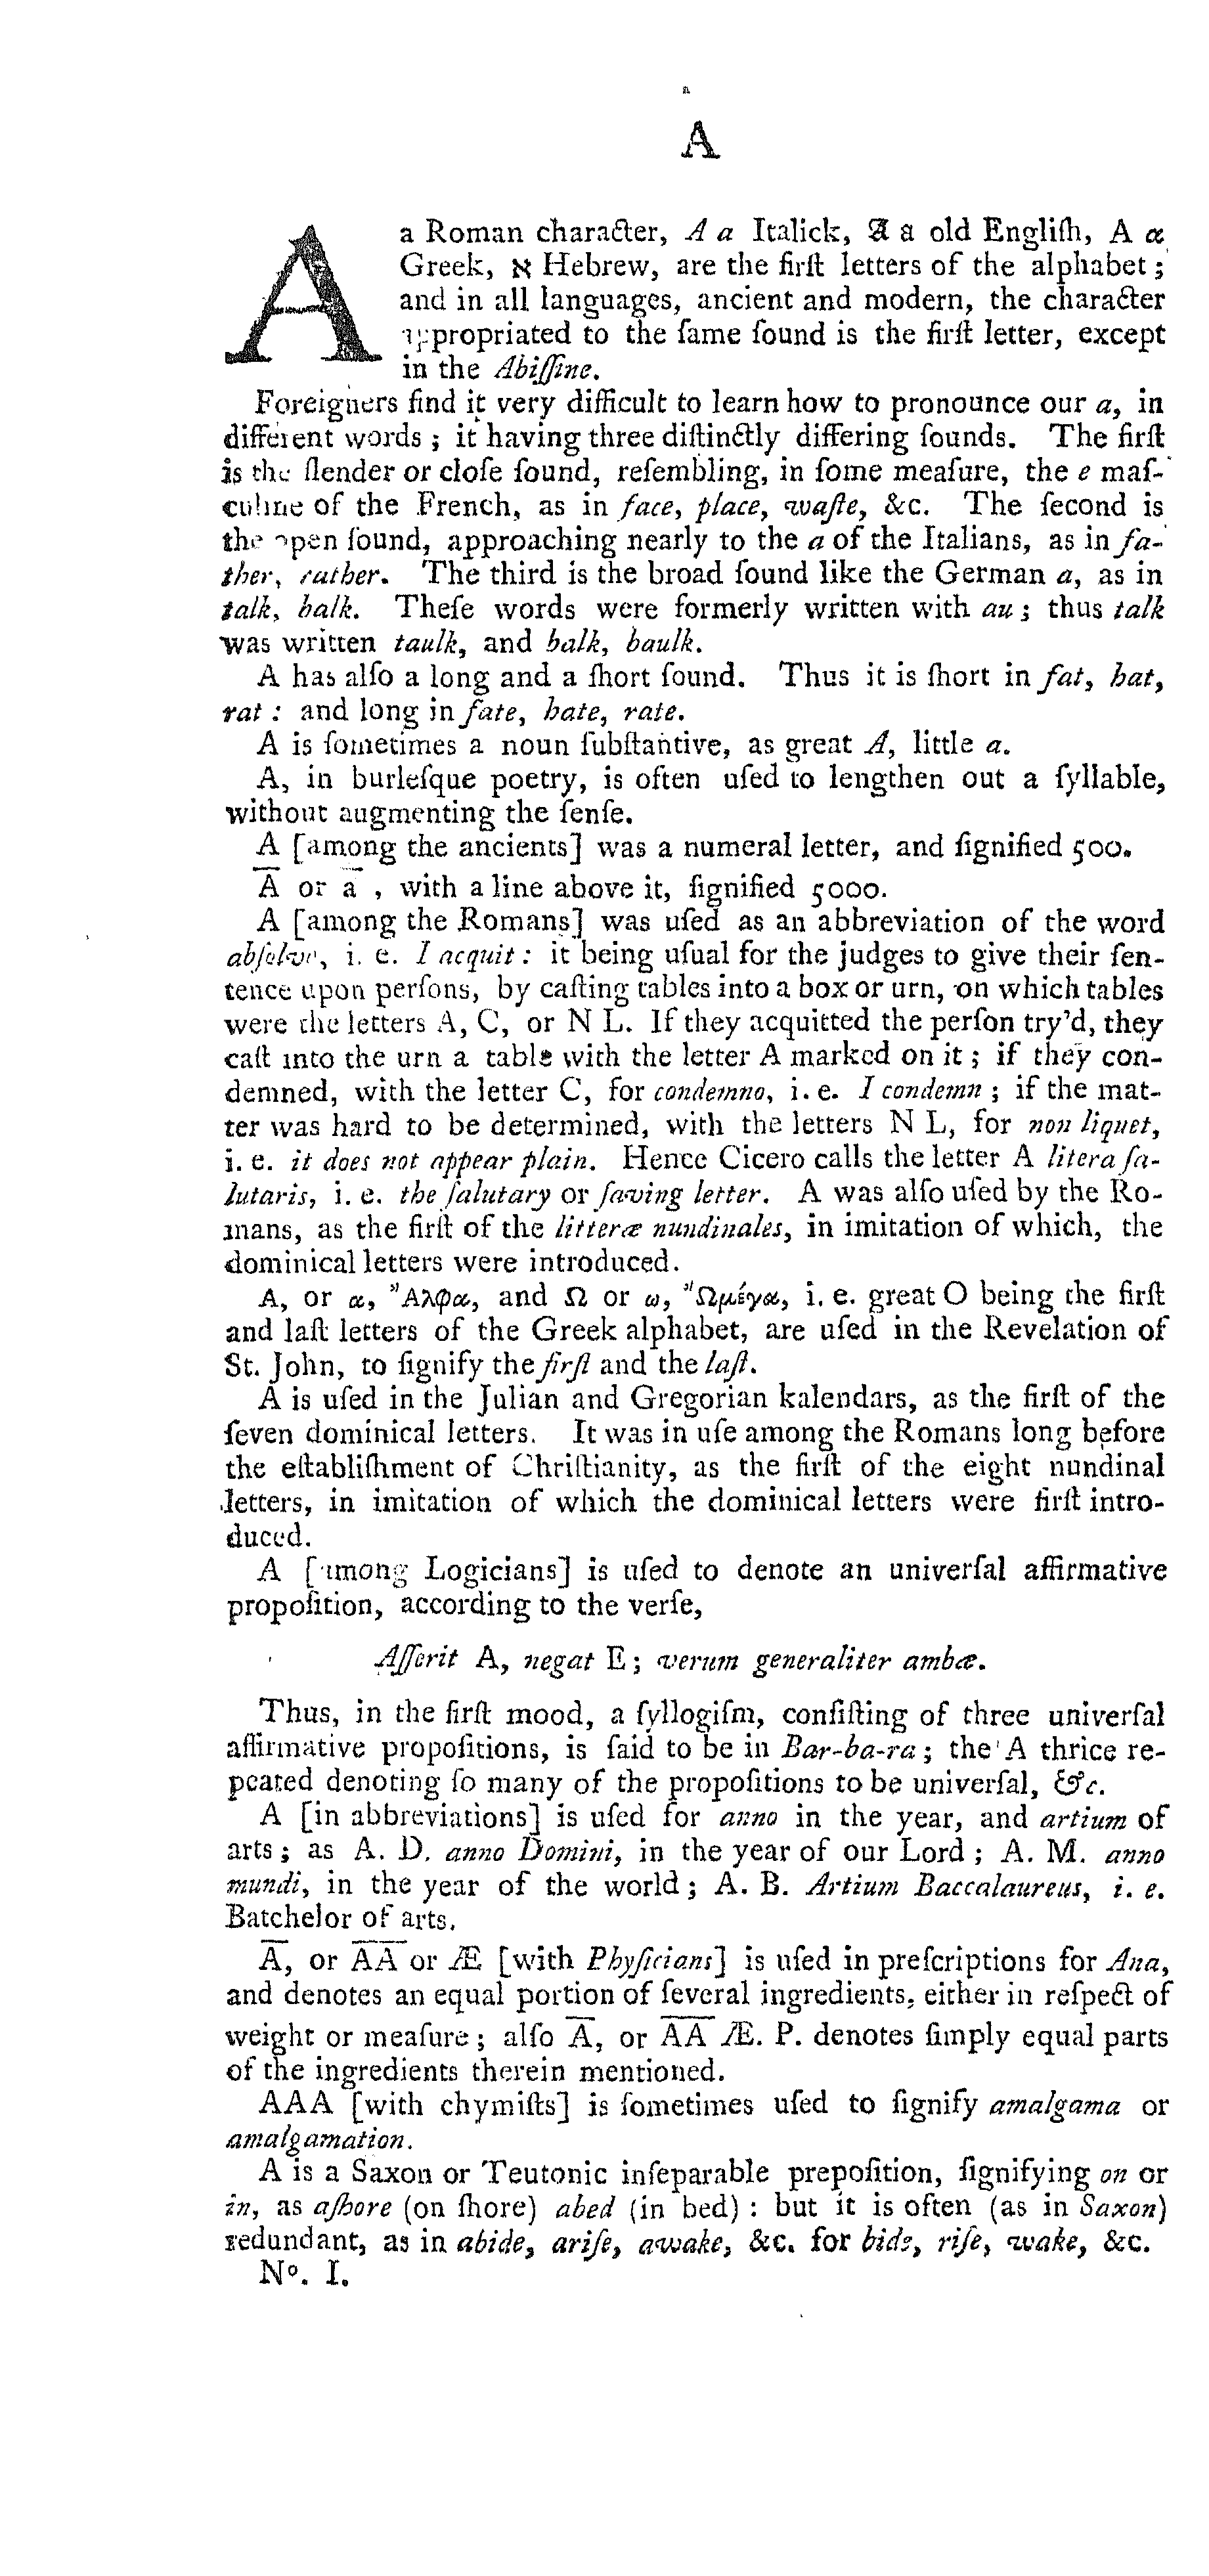 A
A a Roman character, A a Italick, 𝕬 a old Engliſh, A α
Greek, א Hebrew, are the firſt letters of the alphabet;
and in all languages, ancient and modern, the character
appropriated to the ſame ſound is the firſt letter, except
in the Abiſſine.
Foreigners find it very difficult to learn how to pronounce our a, in
different words; it having three diſtinctly differing ſounds. The firſt
is the ſlender or cloſe ſound, reſembling, in ſome meaſure, the e maſ-
culine of the French, as in face, place, waſte, &c. The ſecond is
the open ſound, approaching nearly to the a of the Italians, as in fa-
ther, rather. The third is the broad ſound like the German a, as in
talk, balk. Theſe words were formerly written with au; thus talk
was written taulk, and balk, baulk.
A has alſo a long and a ſhort ſound. Thus it is ſhort in fat, hat,
rat: and long in fate, hate, rate.
A is ſometimes a noun ſubſtantive, as great A, little a.
A, in burleſque poetry, is often uſed to lengthen out a ſyllable,
without augmenting the ſenſe.
A [among the ancients] was a numeral letter, and ſignified 500.
A̅ or a̅, with a line above it, ſignified 5000.
A [among the Romans] was uſed as an abbreviation of the word
abſolvo, i. e. I acquit: it being uſual for the judges to give their ſen-
tence upon perſons, by caſting tables into a box or urn, on which tables
were the letters A, C, or N L. If they acquitted the perſon try'd, they
caſt into the urn a table with the letter A marked on it; if they con-
demned, with the letter C, for condemno, i. e. I condemn; if the mat-
ter was hard to be determined, with the letters N L, for non liquet,
i. e. it does not appear plain. Hence Cicero calls the letter A litera ſa-
lutaris, i. e. the ſalutary or ſaving letter. A was alſo uſed by the Ro-
mans, as the firſt of the litteræ nundinales, in imitation of which, the
dominical letters were introduced.
A, or α, Ἄλφα, and Ω or ω, Ὠμέγα, i. e. great O being the firſt
and laſt letters of the Greek alphabet, are uſed in the Revelation of
St. John, to ſignify the firſt and the laſt.
A is uſed in the Julian and Gregorian kalendars, as the firſt of the
ſeven dominical letters. It was in uſe among the Romans long before
the eſtabliſhment of Chriſtianity, as the firſt of the eight nundinal
letters, in imitation of which the dominical letters were firſt intro-
duced.
A [among Logicians] is uſed to denote an univerſal affirmative
propoſition, according to the verſe,
Aſſerit A, negat E; verum generaliter ambæ.
Thus, in the firſt mood, a ſyllogiſm, conſiſting of three univerſal
affirmative propoſitions, is ſaid to be in Bar-ba-ra; the A thrice re-
peated denoting ſo many of the propoſitions to be univerſal, &c.
A [in abbreviations] is uſed for anno in the year, and artium of
arts; as A. D. anno Domini, in the year of our Lord; A. M. anno
mundi, in the year of the world; A. B. Artium Baccalaureus, i. e.
Batchelor of arts.
A̅, or A̅A̅ or Æ [with Phyſicians] is uſed in preſcriptions for Ana,
and denotes an equal portion of ſeveral ingredients, either in reſpect of
weight or meaſure; alſo A̅, or A̅A̅ Æ. P. denotes ſimply equal parts
of the ingredients therein mentioned.
AAA [with chymiſts] is ſometimes uſed to ſignify amalgama or
amalgamation.
A is a Saxon or Teutonic inſeparable prepoſition, ſignifying on or
in, as aſhore (on ſhore) abed (in bed): but it is often (as in Saxon)
redundant, as in abide, ariſe, awake, &c. for bide, riſe, wake, &c.
Nº. I.